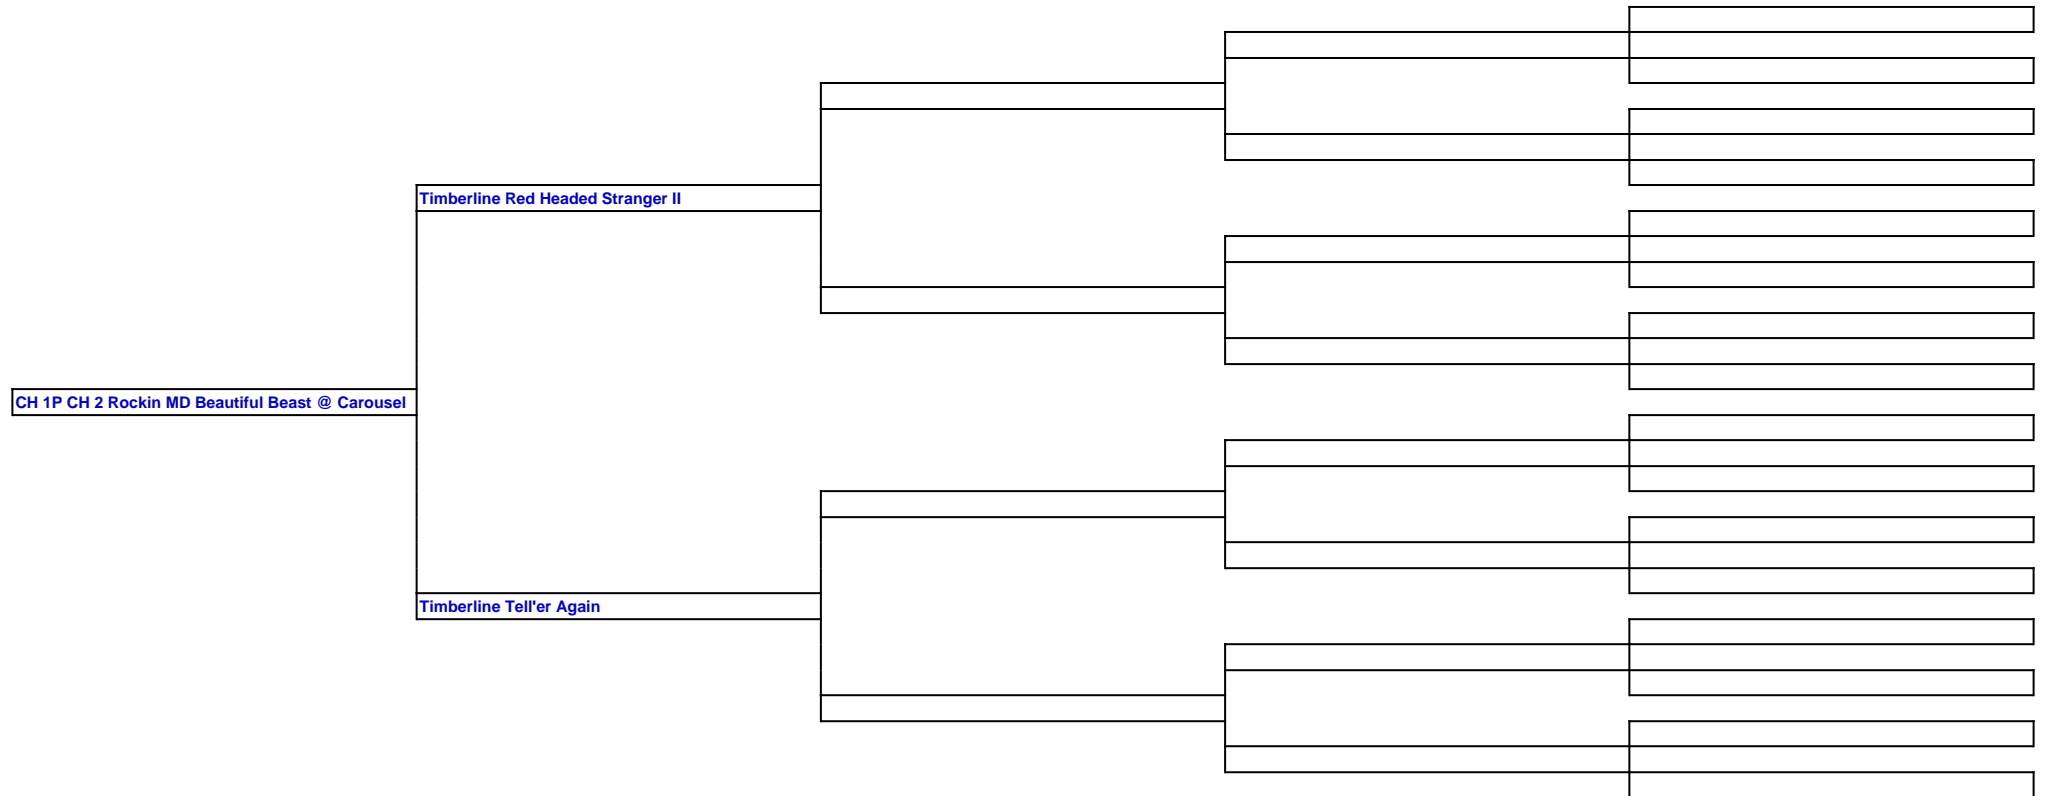 Timberline Red Headed Stranger II
CH 1P CH 2 Rockin MD Beautiful Beast @ Carousel
Timberline Tell'er Again